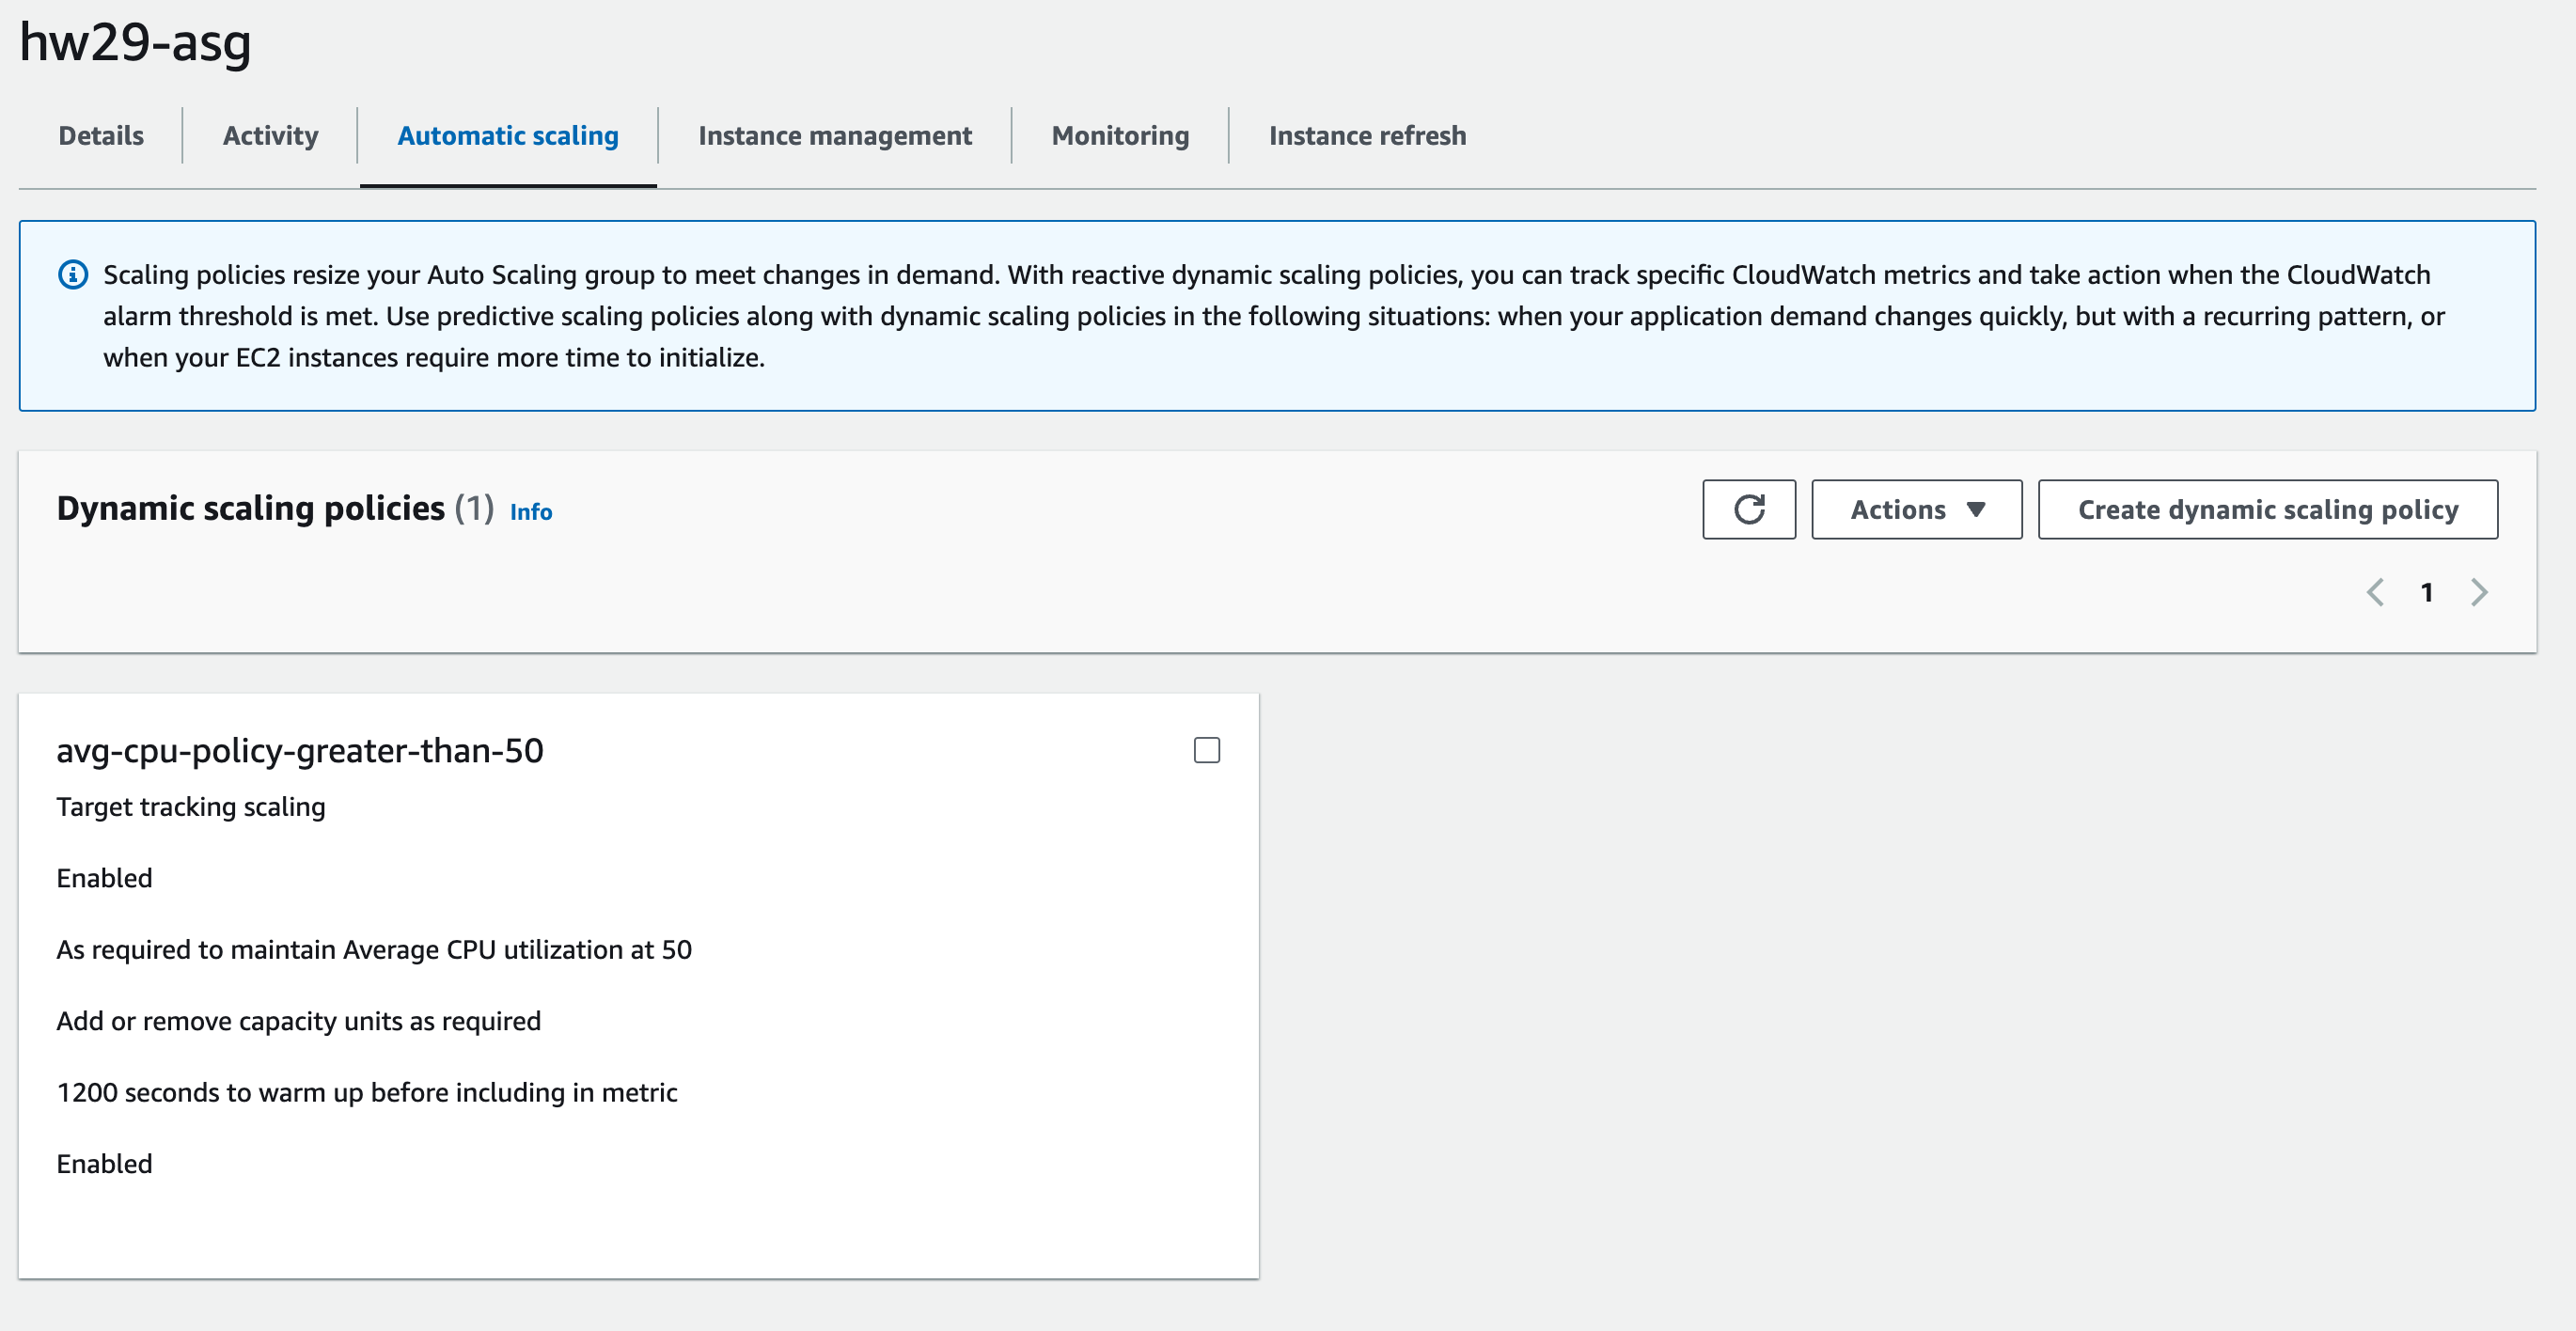 hw29-asg
Details
Activity
Automatic scaling
Instance management
Monitoring
Instance refresh
Scaling policies resize your Auto Scaling group to meet changes in demand. With reactive dynamic scaling policies, you can track specific CloudWatch metrics and take action when the CloudWatch
alarm threshold is met. Use predictive scaling policies along with dynamic scaling policies in the following situations: when your application demand changes quickly, but with a recurring pattern, or
when your EC2 instances require more time to initialize.
Dynamic scaling policies (1) Info
Actions
Create dynamic scaling policy
1
avg-cpu-policy-greater-than-50
Target tracking scaling
Enabled
As required to maintain Average CPU utilization at 50
Add or remove capacity units as required
1200 seconds to warm up before including in metric
Enabled